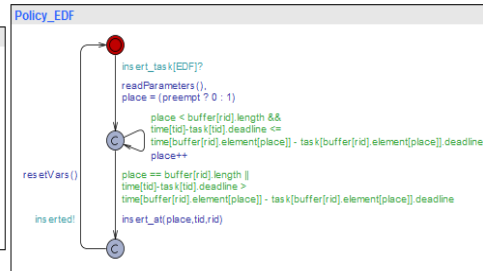 Policy_EDF
insert_task[EDF]?
readParameters(),
place = (preempt ? 0 : 1)
place < buffer[rid].length &&
time[tid]-task[tid].deadline <=
C
time[buffer[rid].element[place]] - task[buffer[rid].element[place]].deadline
place++
resetVars()
place == buffer[rid].length ||
time[tid]-task[tid].deadline >
time[buffer[rid].element[place]] - task[buffer[rid].element[place]].deadline
inserted!
insert_at(place,tid,rid)
C